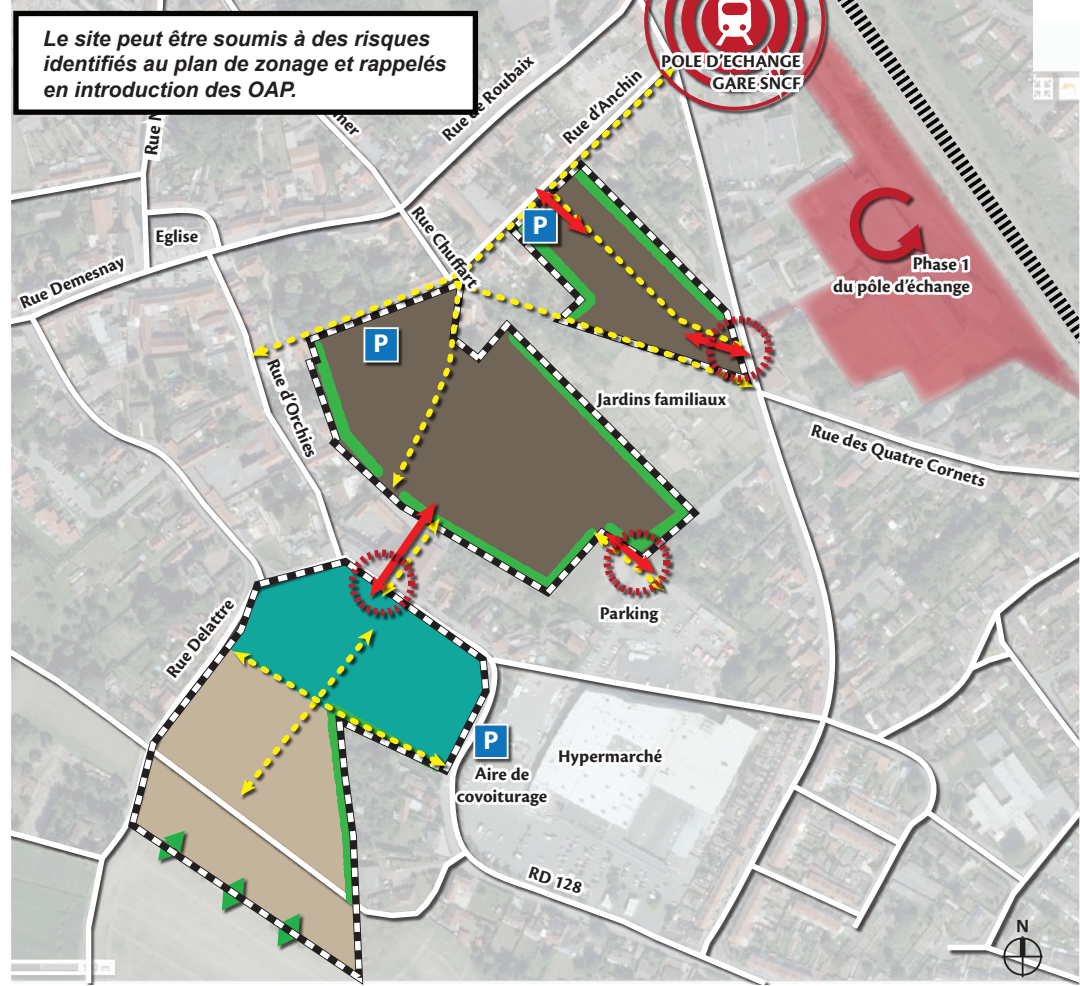 Le site peut être soumis à des risques
identifiés au plan de zonage et rappelés
en introduction des OAP.
POLE D'ECHANGE
GARE SNCF
Rue de Roubaix
Rue d'Anchin
Rue
Eglise
Rue Chuffart
Rue Demesnay
P
Phase 1
du pôle d'échange
P
Rue d'Orchies
Jardins familiaux
Rue des Quatre Cornets
Parking
Rue Delattre
P
Aire de
covoiturage
Hypermarché
RD 128
N